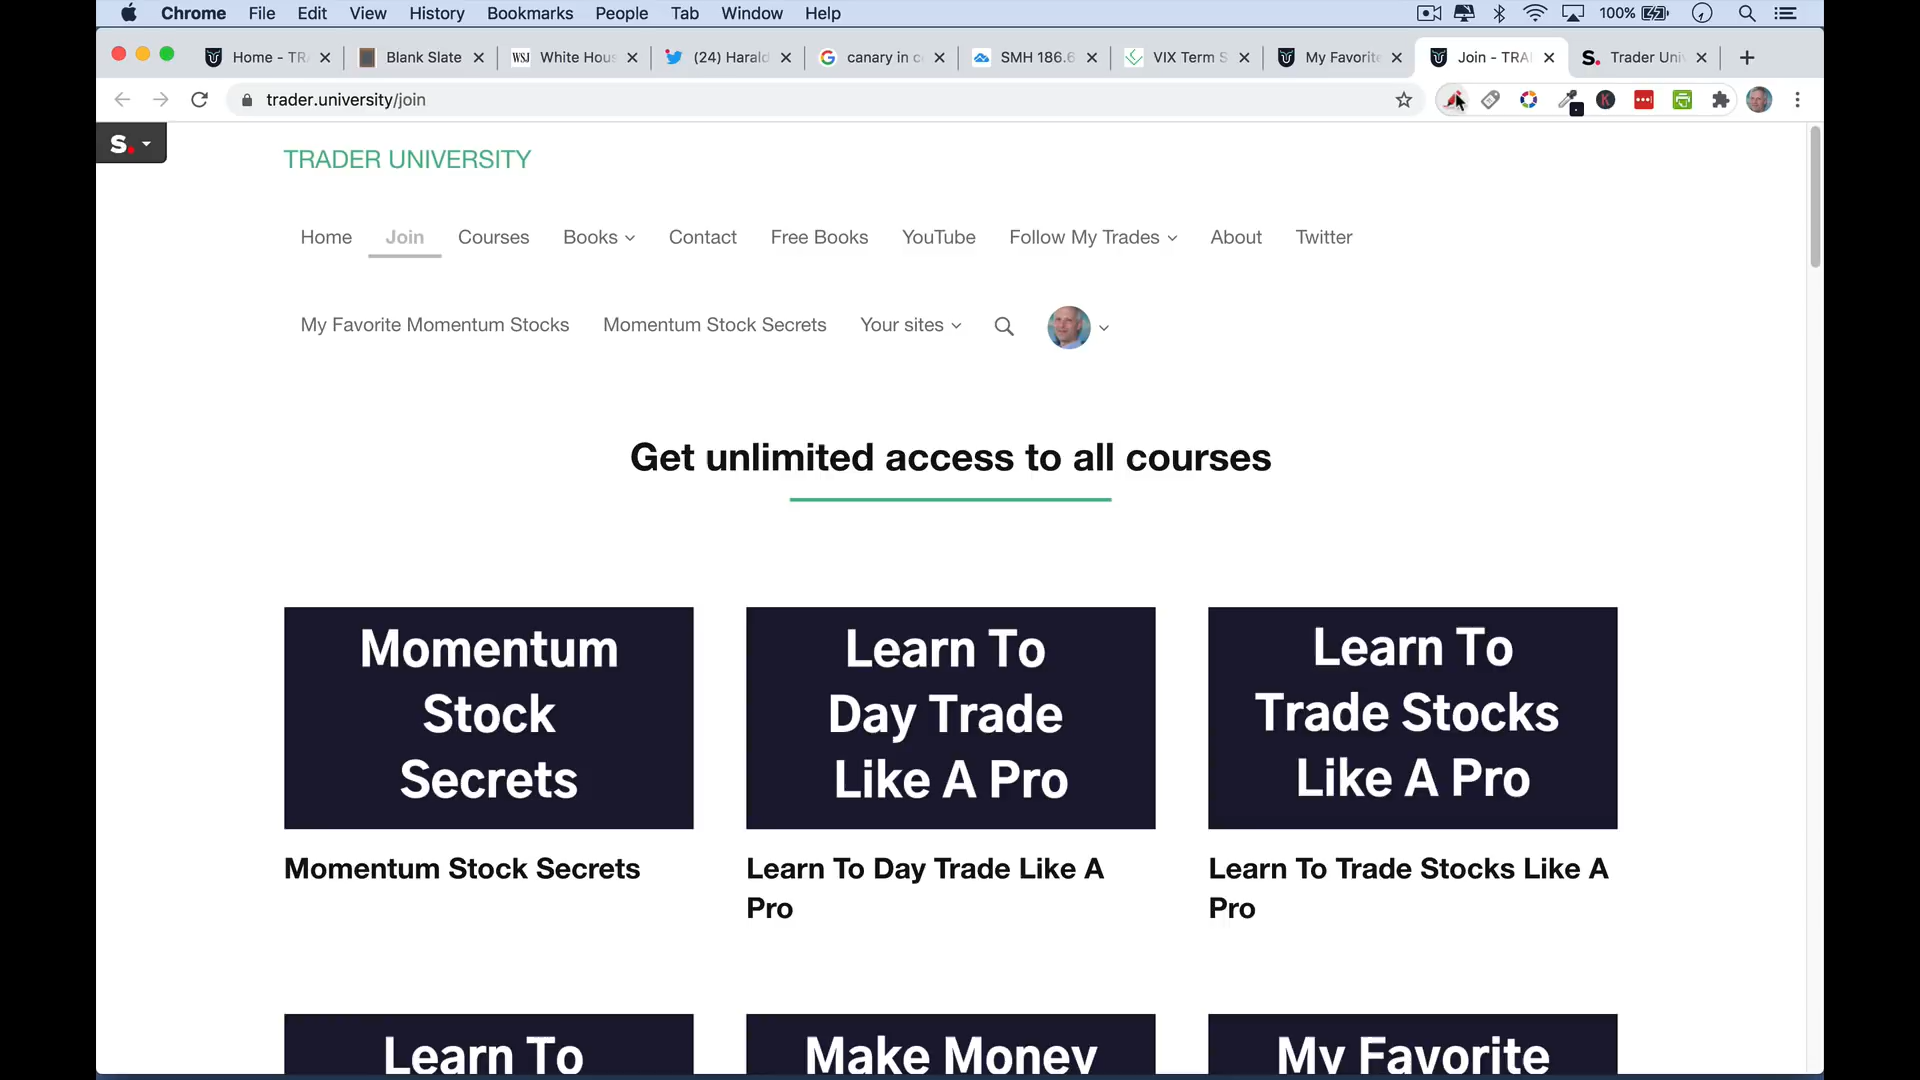 Chrome File Edit View History Bookmarks People Tab Window Help 100%
Home - TRA Blank Slate WSJ White Hous (24) Harald canary in c SMH 186.6 VIX Term S My Favorite Join - TRAI S. Trader Univ
trader.university/join
S.
TRADER UNIVERSITY
Home Join Courses Books Contact Free Books YouTube Follow My Trades About Twitter
My Favorite Momentum Stocks Momentum Stock Secrets Your sites
Get unlimited access to all courses
Momentum
Stock
Secrets
Learn To
Day Trade
Like A Pro
Learn To
Trade Stocks
Like A Pro
Momentum Stock Secrets
Learn To Day Trade Like A
Pro
Learn To Trade Stocks Like A
Pro
Learn To
Make Money
My Favorite